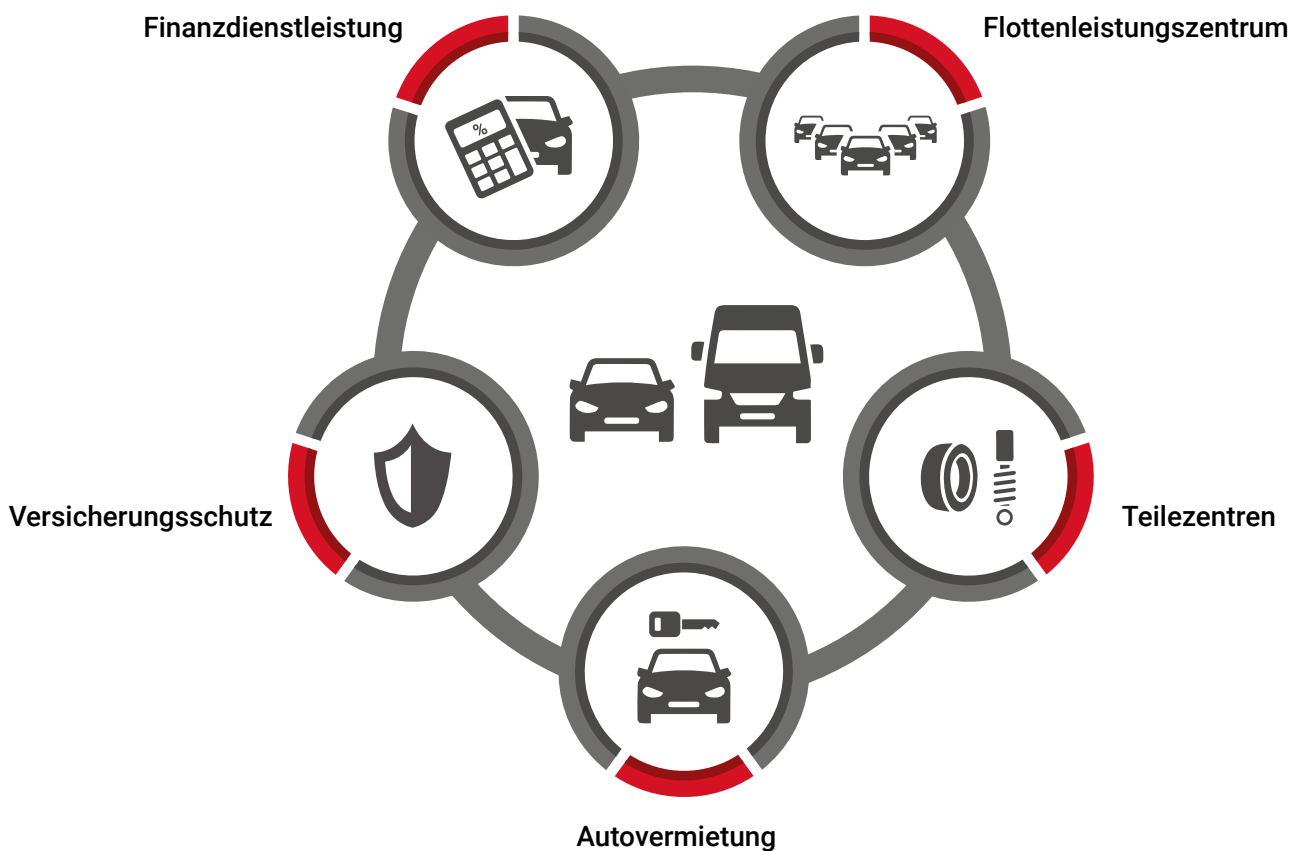 Finanzdienstleistung
Flottenleistungszentrum
%
Versicherungsschutz
Teilezentren
Autovermietung